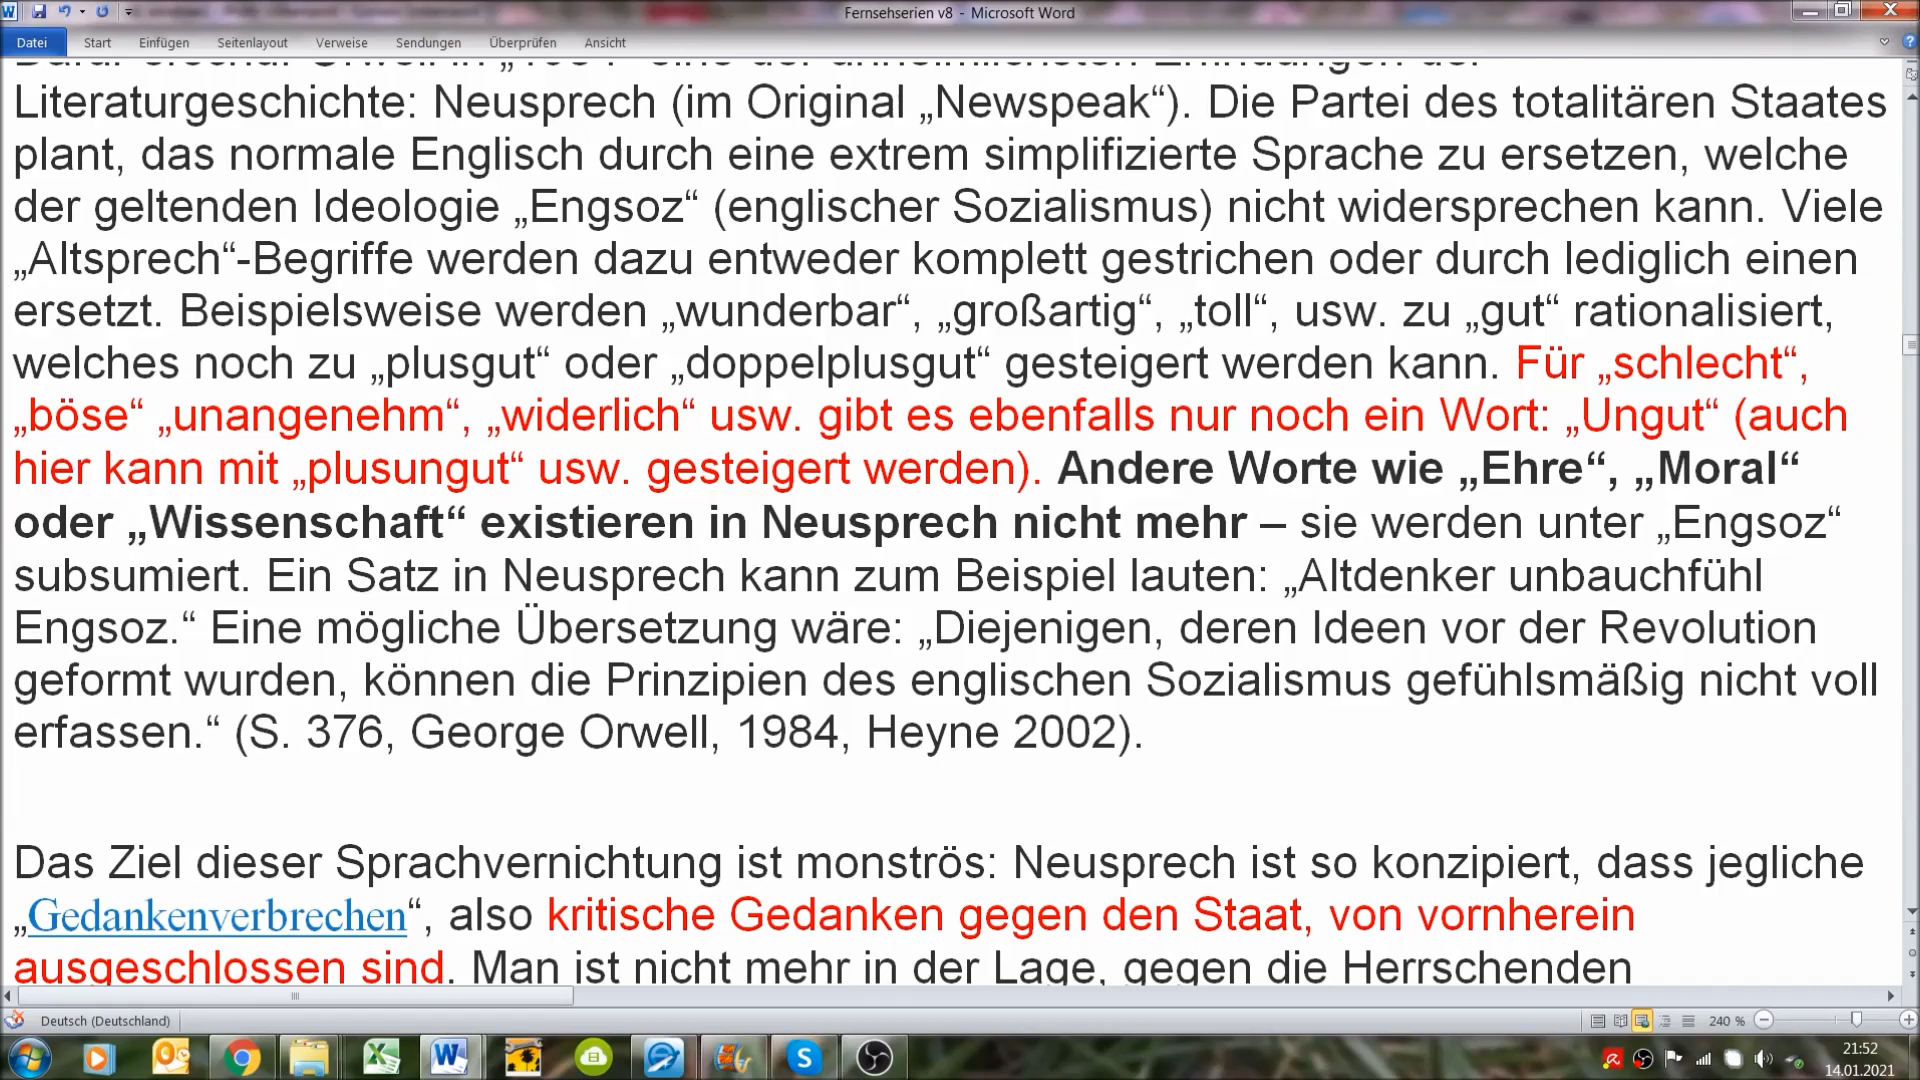 Fernsehserien v8 - Microsoft Word
Datei Start Einfügen Seitenlayout Verweise Sendungen Überprüfen Ansicht
Literaturgeschichte: Neusprech (im Original „Newspeak“). Die Partei des totalitären Staates
plant, das normale Englisch durch eine extrem simplifizierte Sprache zu ersetzen, welche
der geltenden Ideologie „Engsoz“ (englischer Sozialismus) nicht widersprechen kann. Viele
„Altsprech“-Begriffe werden dazu entweder komplett gestrichen oder durch lediglich einen
ersetzt. Beispielsweise werden „wunderbar“, „großartig“, „toll“, usw. zu „gut“ rationalisiert,
welches noch zu „plusgut“ oder „doppelplusgut“ gesteigert werden kann. Für „schlecht“,
„böse“ „unangenehm“, „widerlich“ usw. gibt es ebenfalls nur noch ein Wort: „Ungut“ (auch
hier kann mit „plusungut“ usw. gesteigert werden). Andere Worte wie „Ehre“, „Moral“
oder „Wissenschaft“ existieren in Neusprech nicht mehr – sie werden unter „Engsoz“
subsumiert. Ein Satz in Neusprech kann zum Beispiel lauten: „Altdenker unbauchfühl
Engsoz.“ Eine mögliche Übersetzung wäre: „Diejenigen, deren Ideen vor der Revolution
geformt wurden, können die Prinzipien des englischen Sozialismus gefühlsmäßig nicht voll
erfassen.“ (S. 376, George Orwell, 1984, Heyne 2002).
Das Ziel dieser Sprachvernichtung ist monströs: Neusprech ist so konzipiert, dass jegliche
„Gedankenverbrechen“, also kritische Gedanken gegen den Staat, von vornherein
ausgeschlossen sind. Man ist nicht mehr in der Lage, gegen die Herrschenden
Deutsch (Deutschland)
240 %
21:52
14.01.2021